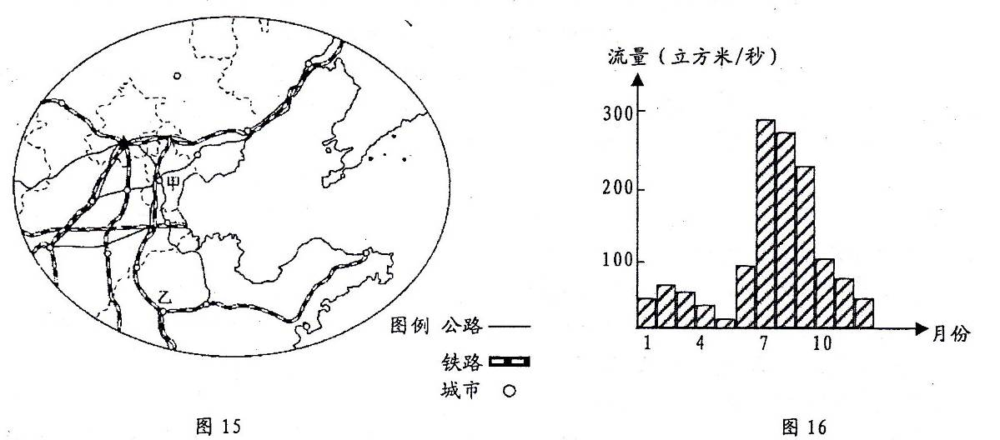 甲
乙
图例 公路
铁路
城市
图 15
流量（立方米/秒）
300
200
100
1 4 7 10 月份
图 16